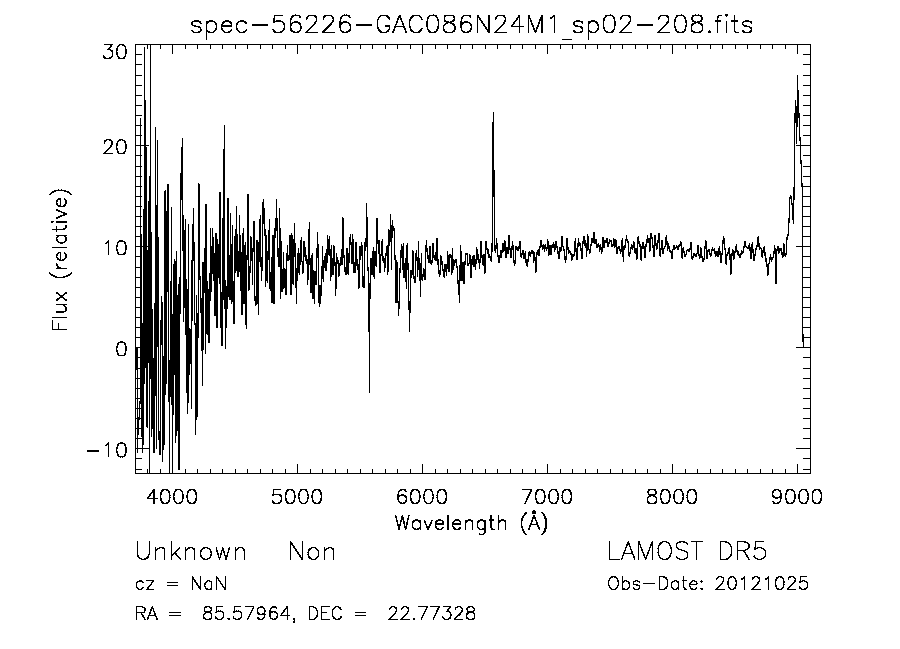 spec-56226-GAC086N24M1_sp02-208.fits
30
20
10
0
-10
Flux (relative)
4000 5000 6000 7000 8000 9000
Wavelength (Å)
Unknown Non LAMOST DR5
cz = NaN Obs-Date: 20121025
RA = 85.57964, DEC = 22.77328